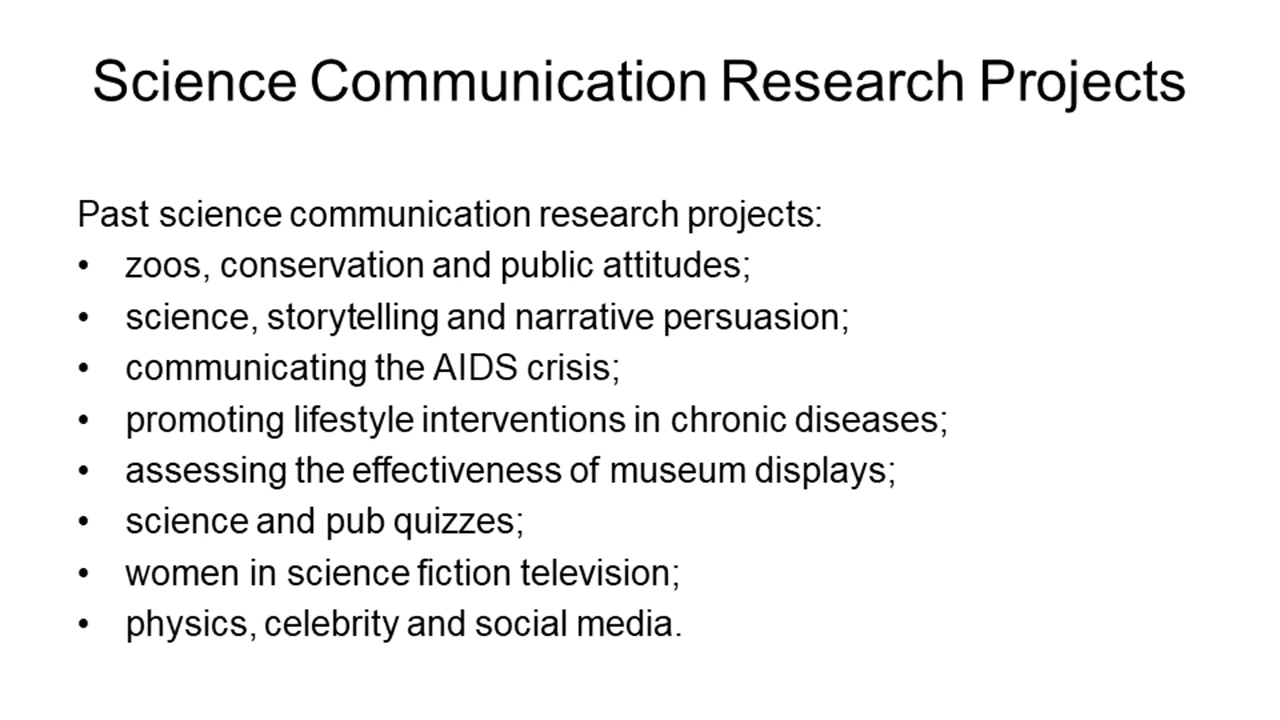 Science Communication Research Projects
Past science communication research projects:
• zoos, conservation and public attitudes;
• science, storytelling and narrative persuasion;
• communicating the AIDS crisis;
• promoting lifestyle interventions in chronic diseases;
• assessing the effectiveness of museum displays;
• science and pub quizzes;
• women in science fiction television;
• physics, celebrity and social media.